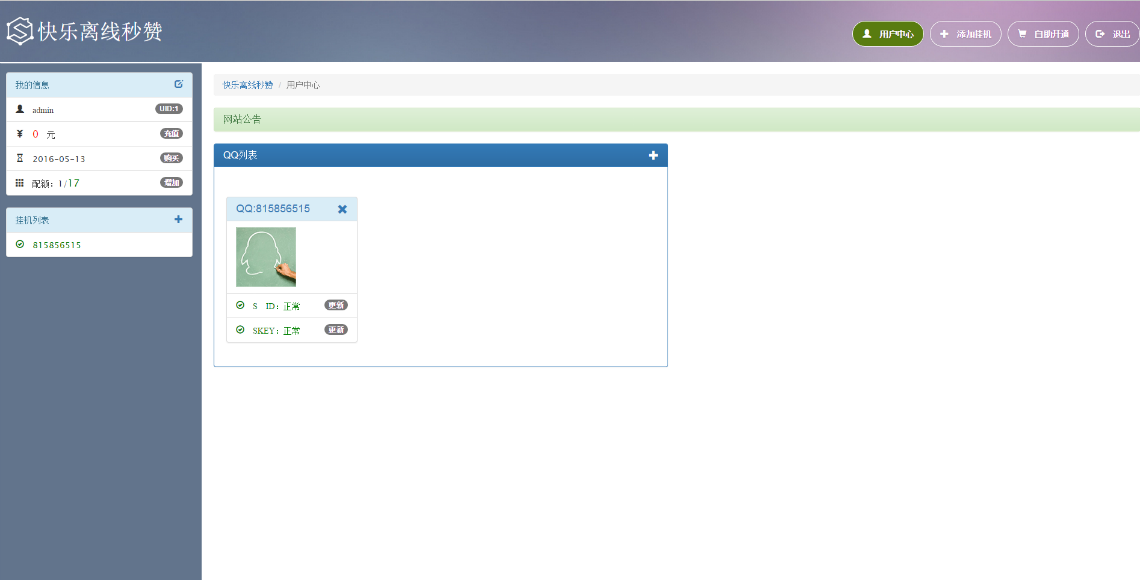 快乐离线秒赞
用户中心
添加挂机
自助开通
退出
我的信息
admin UID:1
¥ 0 元 充值
2016-05-13 购买
配额：1/17 增加
挂机列表
815856515
快乐离线秒赞 / 用户中心
网站公告
QQ列表
QQ:815856515
S ID：正常 更新
SKEY：正常 更新